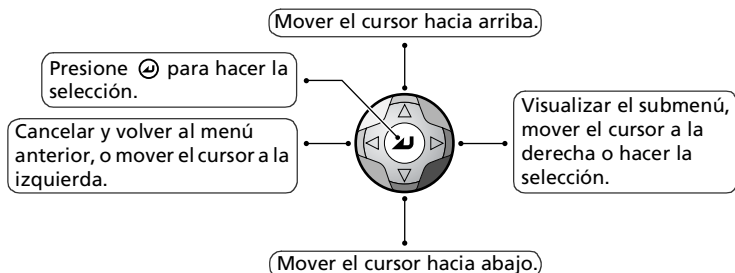 Mover el cursor hacia arriba.
Presione para hacer la
selección.
Cancelar y volver al menú
anterior, o mover el cursor a la
izquierda.
Visualizar el submenú,
mover el cursor a la
derecha o hacer la
selección.
Mover el cursor hacia abajo.